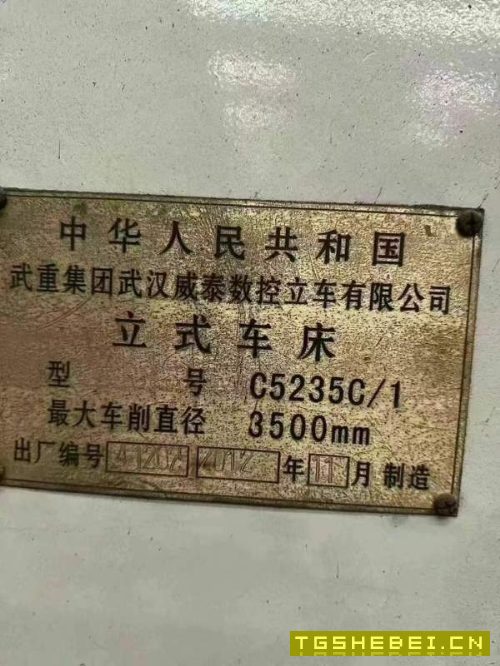 中华人民共和国
武重集团武汉威泰数控立车有限公司
立式车床
型号 C5235C/1
最大车削直径 3500mm
出厂编号 2012 年 11 月 制造
TGSHEBEI.CN